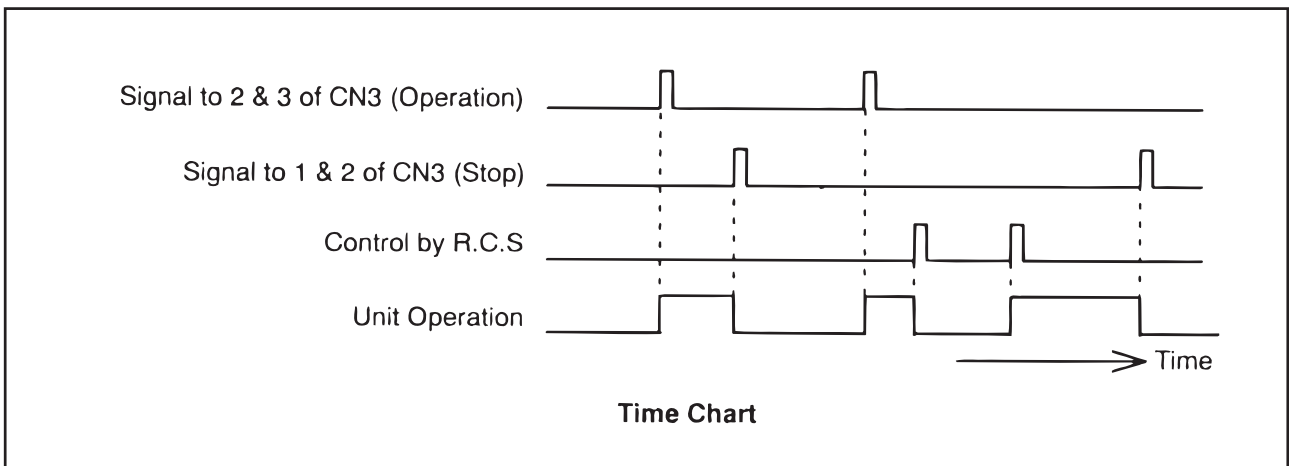 Signal to 2 & 3 of CN3 (Operation)
Signal to 1 & 2 of CN3 (Stop)
Control by R.C.S
Unit Operation
Time
Time Chart